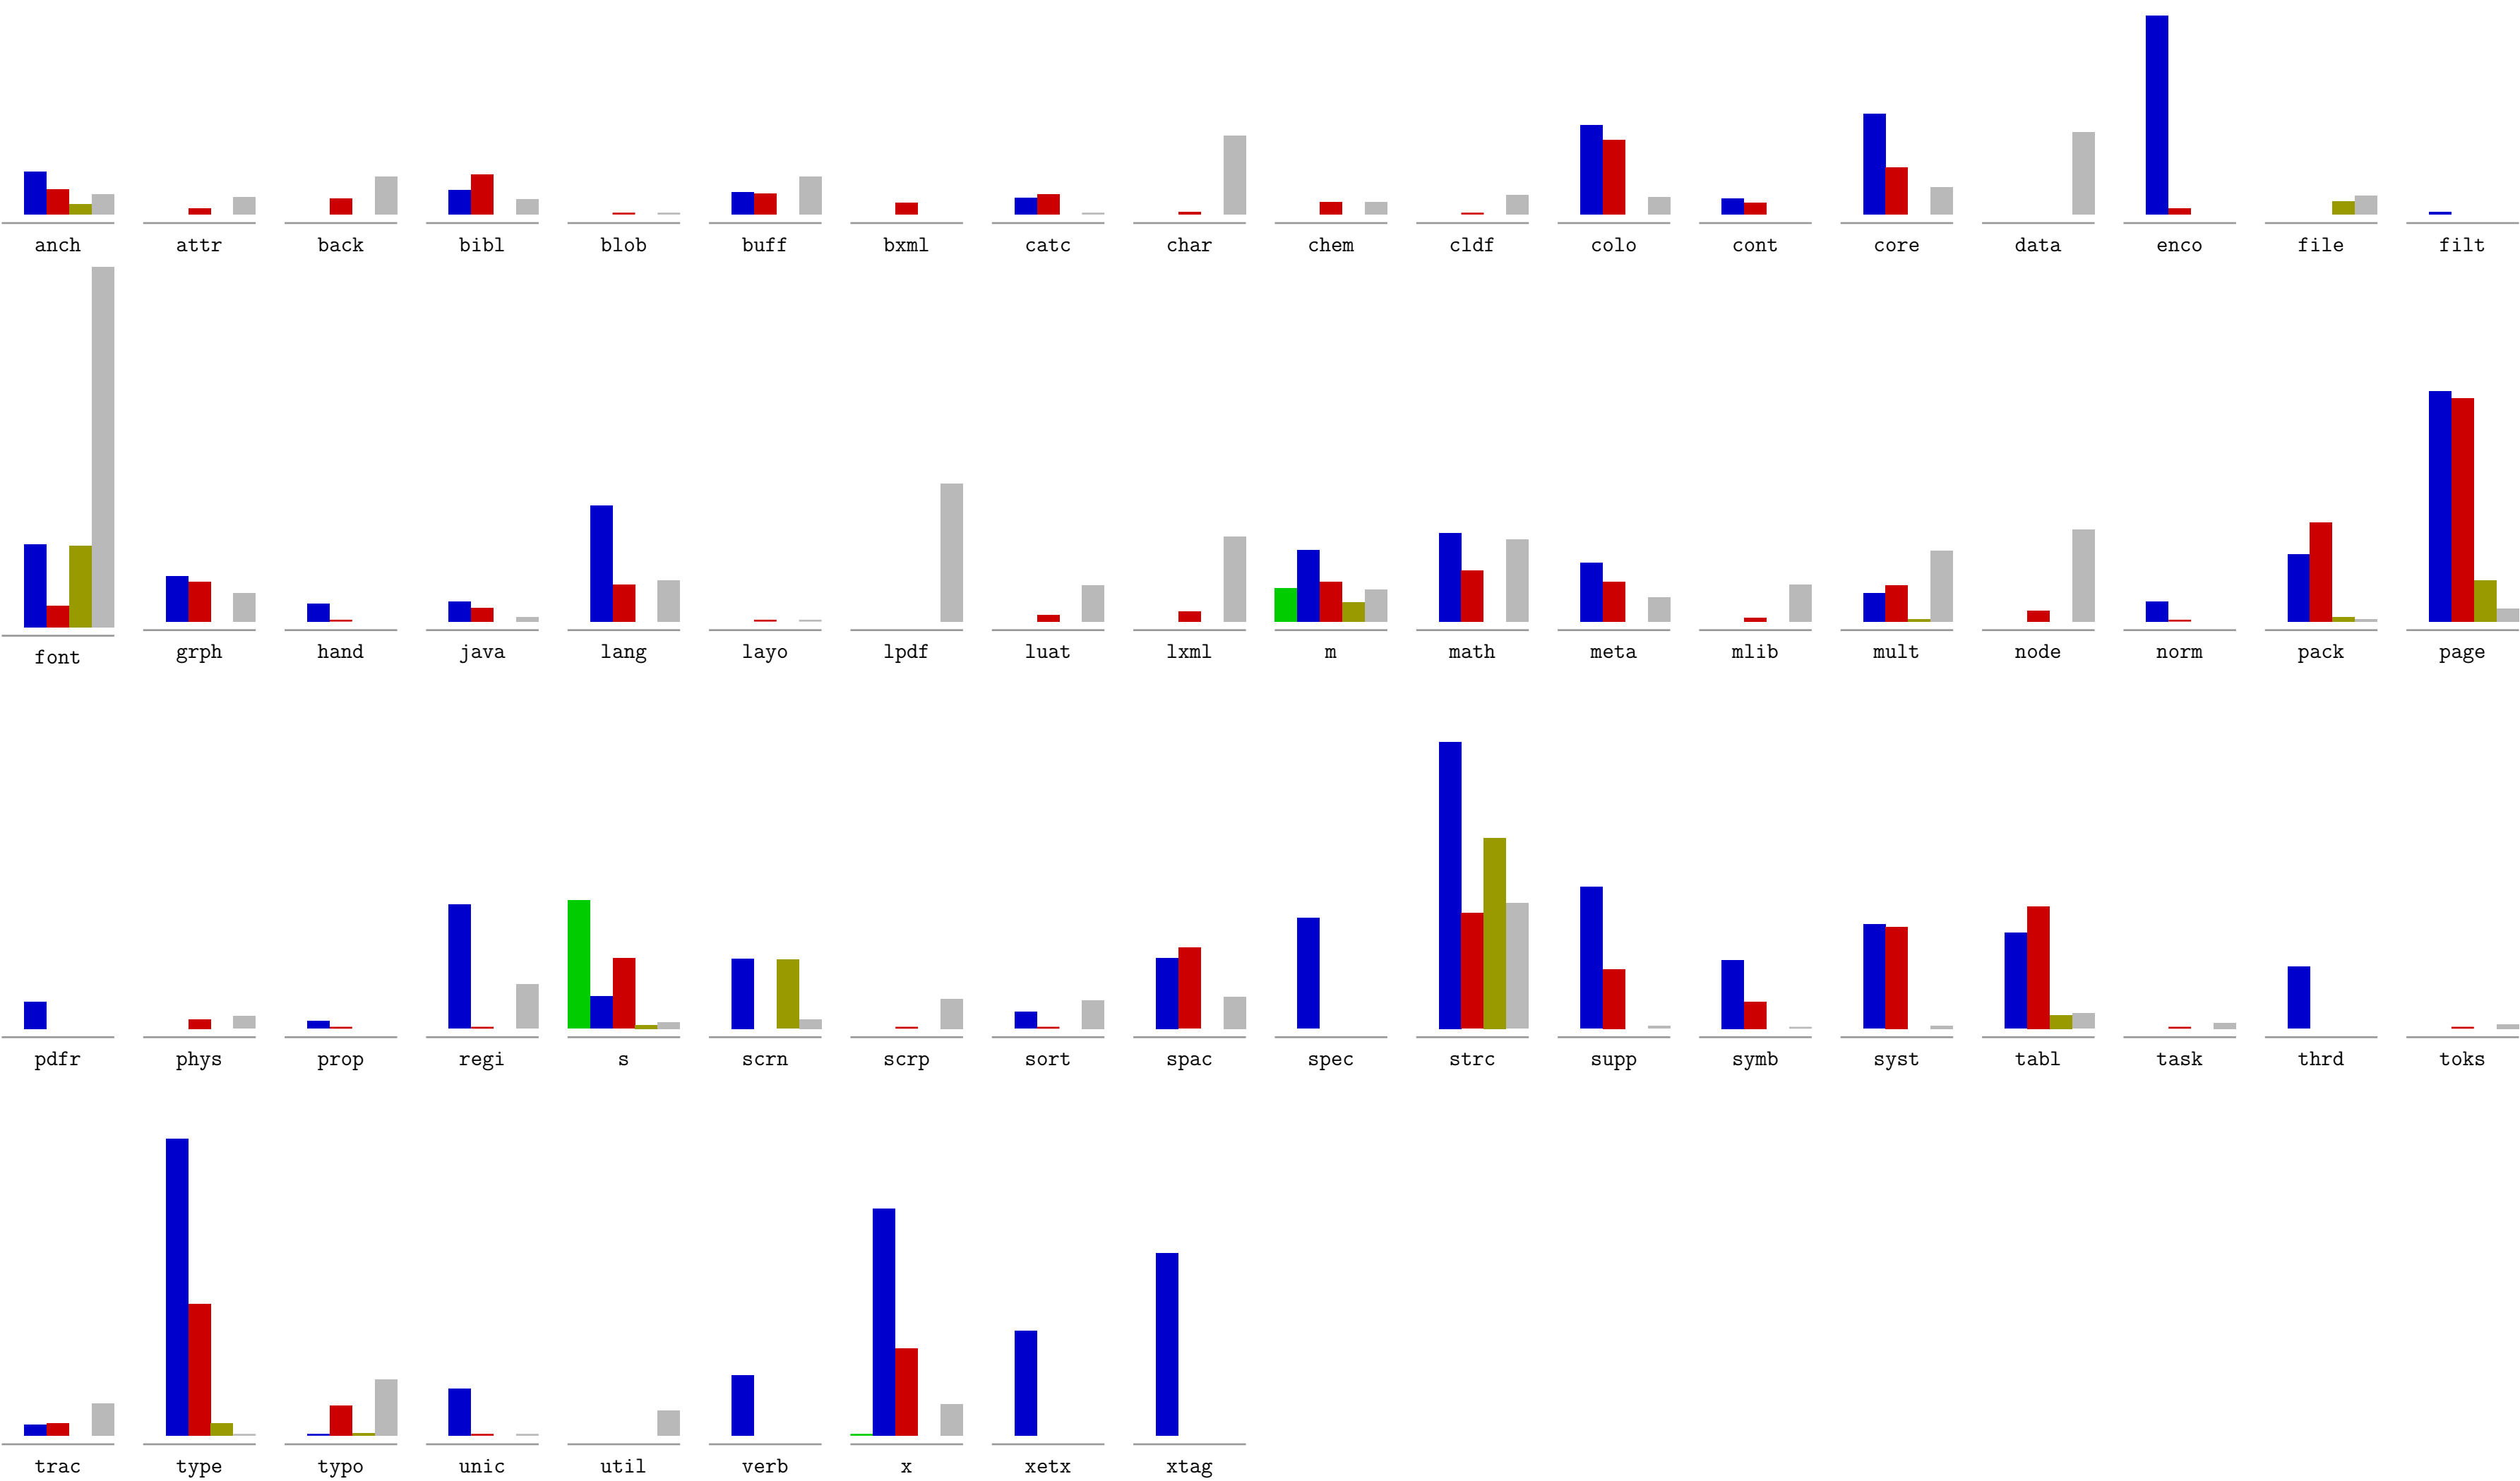 anch attr back bibl blob buff bxml catc char chem cldf colo cont core data enco file filt
font grph hand java lang layo lpdf luat lxml m math meta mlib mult node norm pack page
pdfr phys prop regi s scrn scrp sort spac spec strc supp symb syst tabl task thrd toks
trac type typo unic util verb x xetx xtag